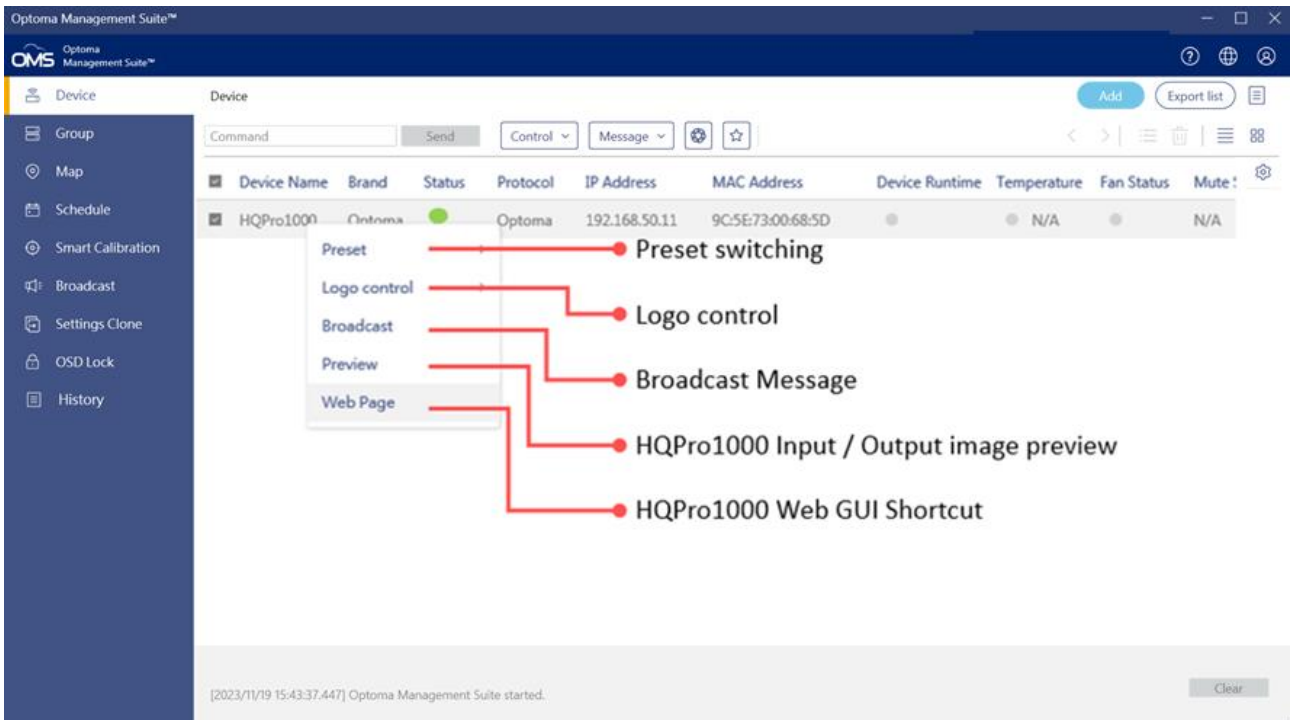 Optoma Management Suite™
OMS Optoma
Management Suite™
Device
Group
Map
Schedule
Smart Calibration
Broadcast
Settings Clone
OSD Lock
History
Device
Add
Export list
Command
Send
Control
Message
Device Name Brand Status Protocol IP Address MAC Address Device Runtime Temperature Fan Status Mute
HQPro1000 Optoma Optoma 192.168.50.11 9C:5E:73:00:68:5D N/A N/A
Preset
Logo control
Broadcast
Preview
Web Page
Preset switching
Logo control
Broadcast Message
HQPro1000 Input / Output image preview
HQPro1000 Web GUI Shortcut
[2023/11/19 15:43:37.447] Optoma Management Suite started.
Clear